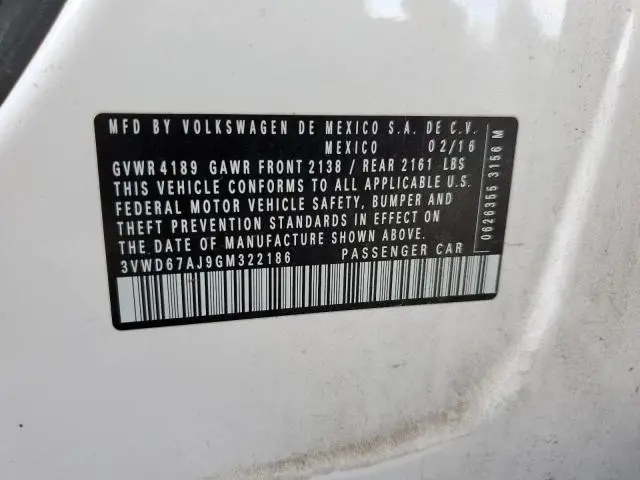 MFD BY VOLKSWAGEN DE MEXICO S.A. DE C.V.
MEXICO 02/16
GVWR 4189 GAWR FRONT 2138 / REAR 2161 LBS
THIS VEHICLE CONFORMS TO ALL APPLICABLE U.S.
FEDERAL MOTOR VEHICLE SAFETY, BUMPER AND
THEFT PREVENTION STANDARDS IN EFFECT ON
THE DATE OF MANUFACTURE SHOWN ABOVE.
3VWD67AJ9GM322186 PASSENGER CAR
0626355 3156 M